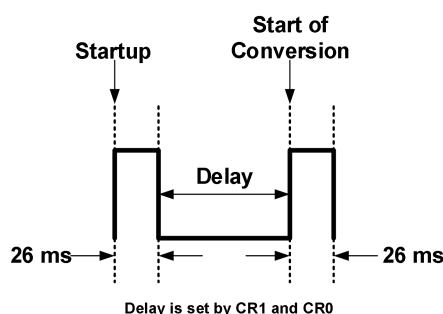 Startup
Start of
Conversion
Delay
26 ms
26 ms
Delay is set by CR1 and CR0